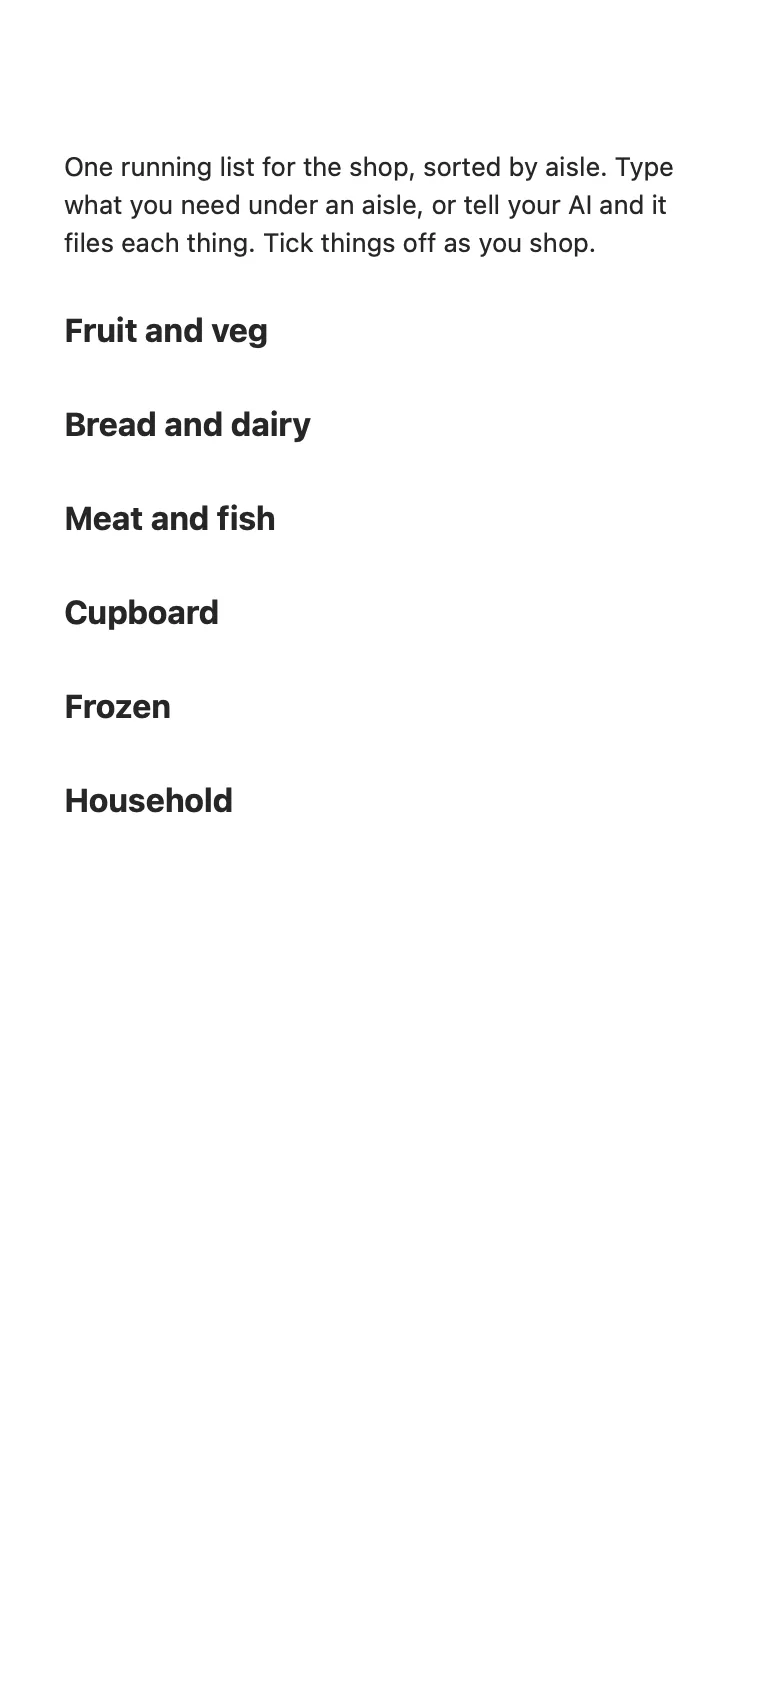 One running list for the shop, sorted by aisle. Type
what you need under an aisle, or tell your AI and it
files each thing. Tick things off as you shop.
Fruit and veg
Bread and dairy
Meat and fish
Cupboard
Frozen
Household